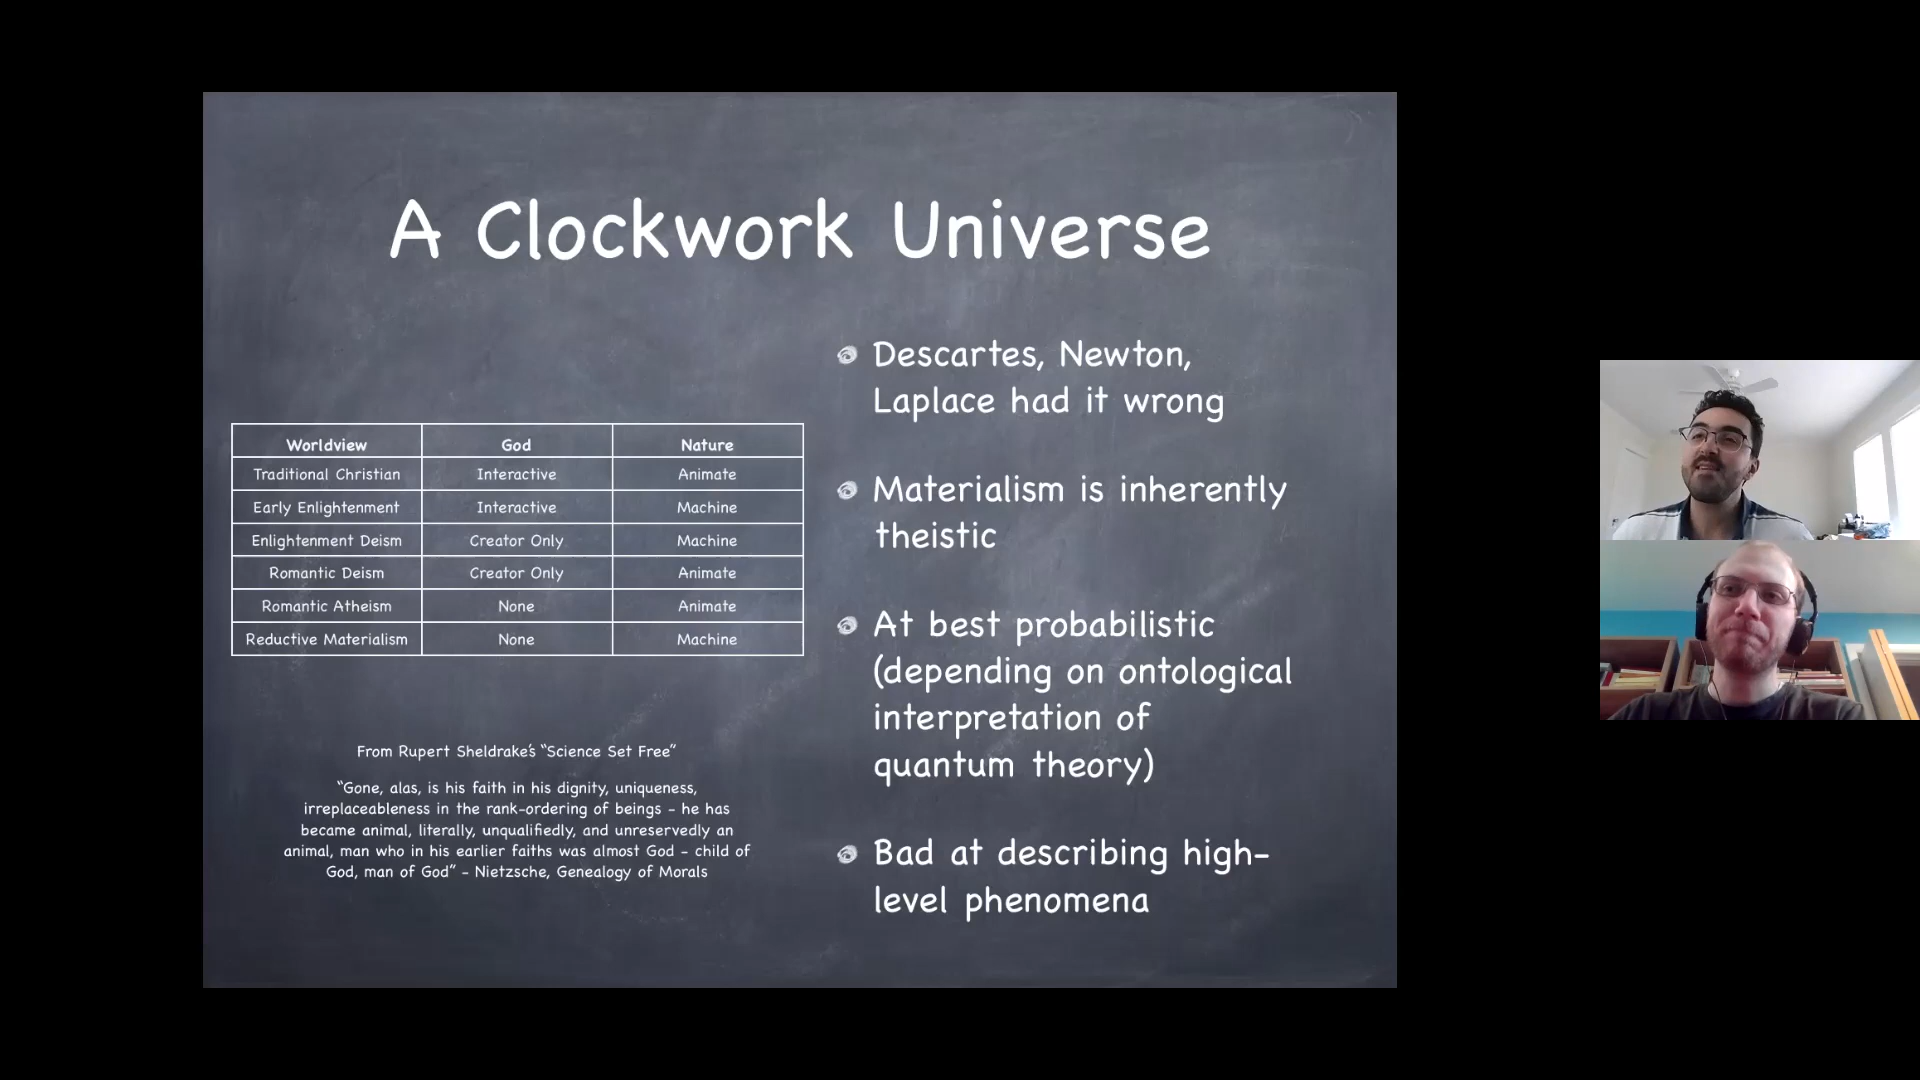 A Clockwork Universe
Worldview God Nature
Traditional Christian Interactive Animate
Early Enlightenment Interactive Machine
Enlightenment Deism Creator Only Machine
Romantic Deism Creator Only Animate
Romantic Atheism None Animate
Reductive Materialism None Machine
From Rupert Sheldrake's "Science Set Free"
"Gone, alas, is his faith in his dignity, uniqueness,
irreplaceableness in the rank-ordering of beings - he has
became animal, literally, unqualifiedly, and unreservedly an
animal, man who in his earlier faiths was almost God - child of
God, man of God" - Nietzsche, Genealogy of Morals
Descartes, Newton,
Laplace had it wrong
Materialism is inherently
theistic
At best probabilistic
(depending on ontological
interpretation of
quantum theory)
Bad at describing high-
level phenomena